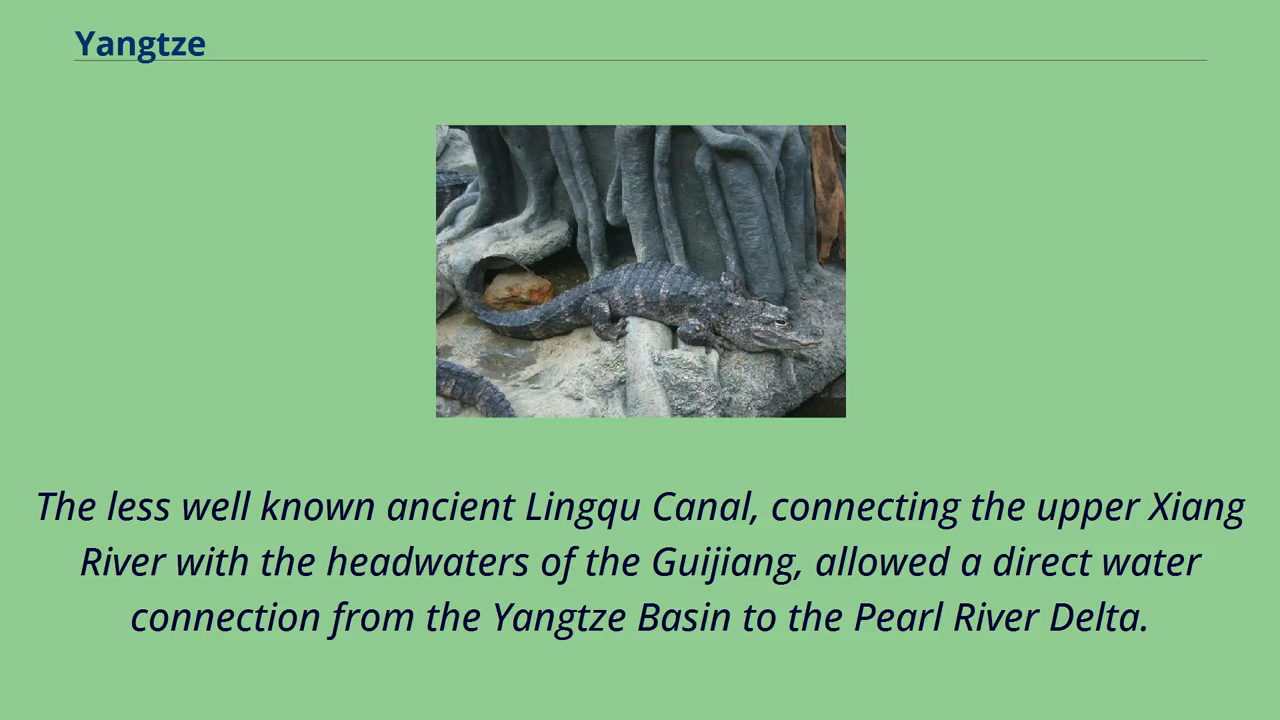 Yangtze
The less well known ancient Lingqu Canal, connecting the upper Xiang
River with the headwaters of the Guijiang, allowed a direct water
connection from the Yangtze Basin to the Pearl River Delta.